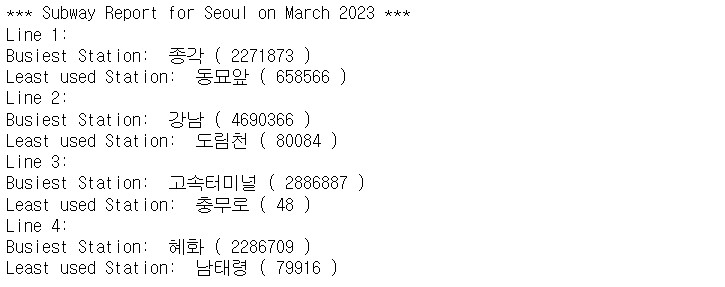 *** Subway Report for Seoul on March 2023 ***
Line 1:
Busiest Station:  종각 ( 2271873 )
Least used Station:  동묘앞 ( 658566 )
Line 2:
Busiest Station:  강남 ( 4690366 )
Least used Station:  도림천 ( 80084 )
Line 3:
Busiest Station:  고속터미널 ( 2886887 )
Least used Station:  충무로 ( 48 )
Line 4:
Busiest Station:  혜화 ( 2286709 )
Least used Station:  남태령 ( 79916 )